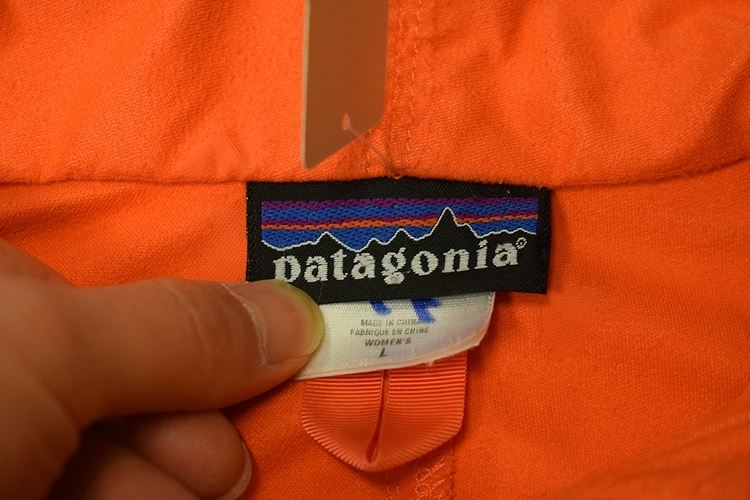 patagonia®
MADE IN CHINA
FABRIQUE EN CHINE
WOMEN'S
L